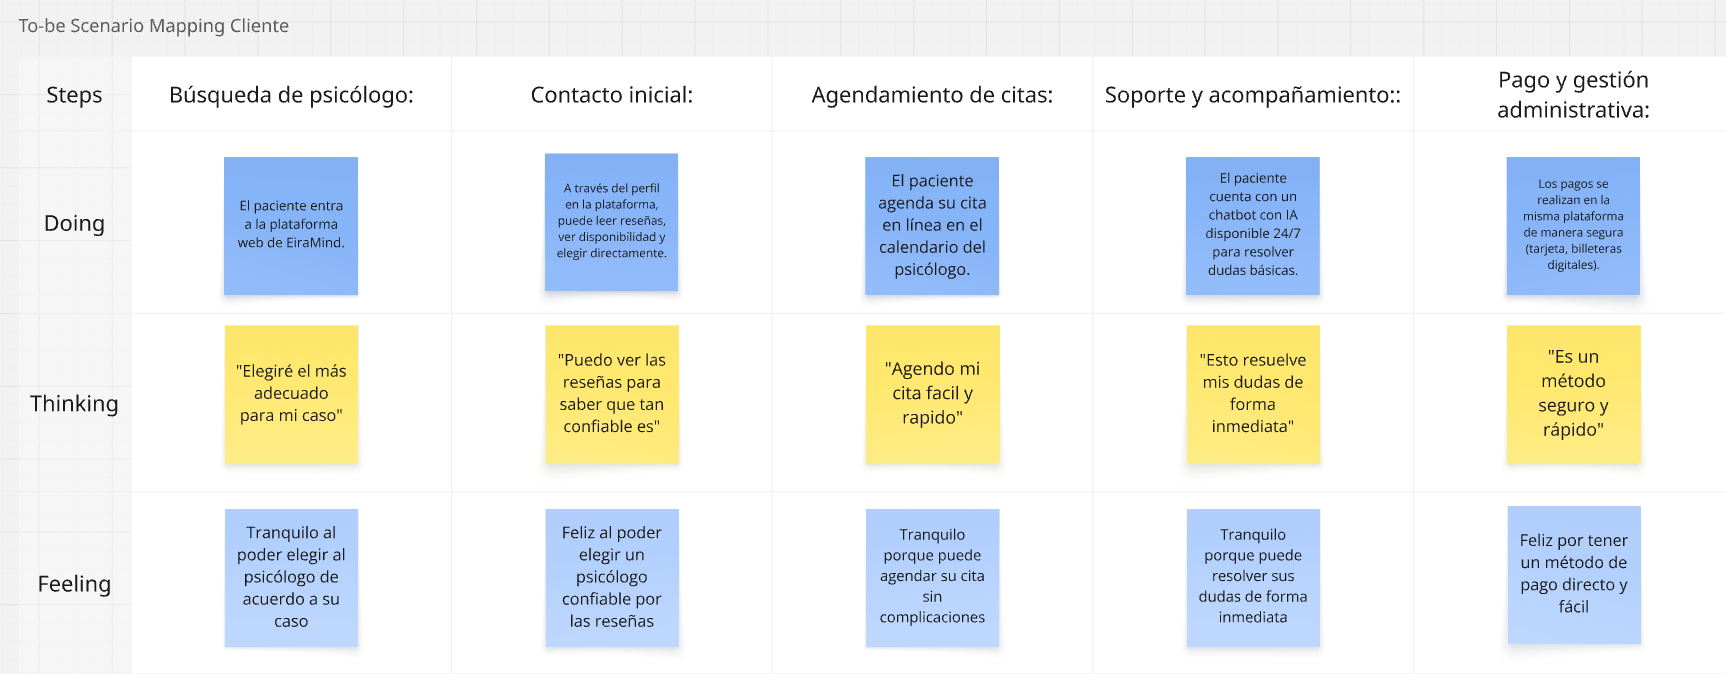 To-be Scenario Mapping Cliente
Steps
Búsqueda de psicólogo:
Contacto inicial:
Agendamiento de citas:
Soporte y acompañamiento::
Pago y gestión
administrativa:
Doing
El paciente entra
a la plataforma
web de EiraMind.
A través del perfil
en la plataforma,
puede leer reseñas,
ver disponibilidad y
elegir directamente.
El paciente
agenda su cita
en línea en el
calendario del
psicólogo.
El paciente
cuenta con un
chatbot con IA
disponible 24/7
para resolver
dudas básicas.
Los pagos se
realizan en la
misma plataforma
de manera segura
(tarjeta, billeteras
digitales).
Thinking
"Elegiré el más
adecuado
para mi caso"
"Puedo ver las
reseñas para
saber que tan
confiable es"
"Agendo mi
cita facil y
rapido"
"Esto resuelve
mis dudas de
forma
inmediata"
"Es un
método
seguro y
rápido"
Feeling
Tranquilo al
poder elegir al
psicólogo de
acuerdo a su
caso
Feliz al poder
elegir un
psicólogo
confiable por
las reseñas
Tranquilo
porque puede
agendar su cita
sin
complicaciones
Tranquilo
porque puede
resolver sus
dudas de forma
inmediata
Feliz por tener
un método de
pago directo y
fácil